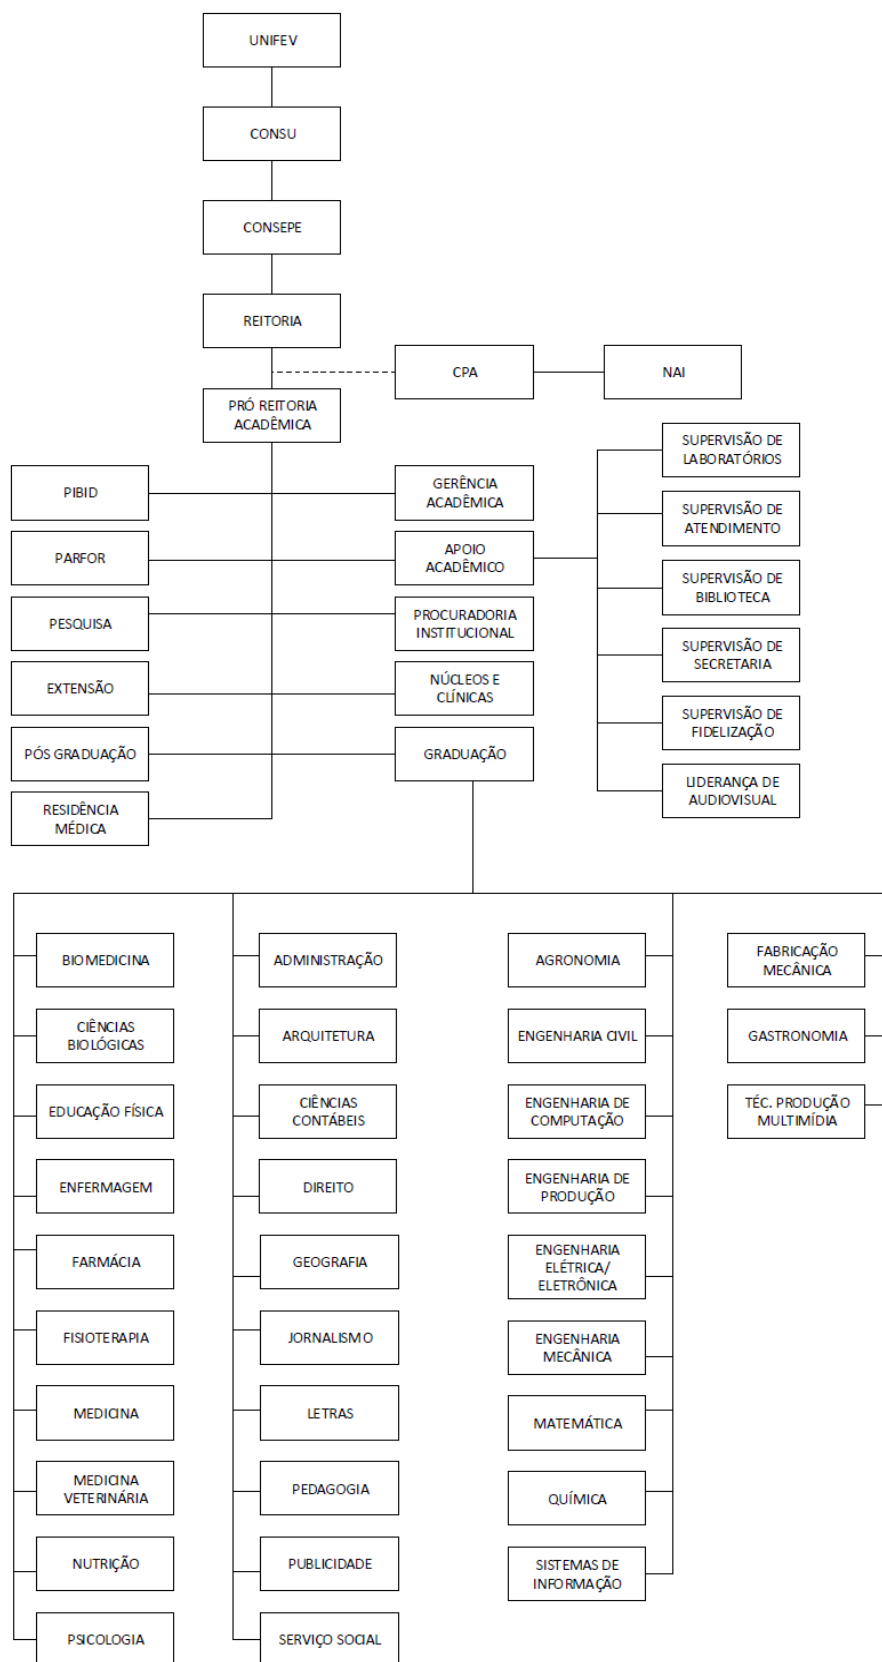 UNIFEV
CONSU
CONSEPE
REITORIA
CPA
NAI
PRÓ REITORIA
ACADÊMICA
SUPERVISÃO DE
LABORATÓRIOS
PIBID
GERÊNCIA
ACADÊMICA
SUPERVISÃO DE
ATENDIMENTO
PARFOR
APOIO
ACADÊMICO
SUPERVISÃO DE
BIBLIOTECA
PESQUISA
PROCURADORIA
INSTITUCIONAL
SUPERVISÃO DE
SECRETARIA
EXTENSÃO
NÚCLEOS E
CLÍNICAS
SUPERVISÃO DE
FIDELIZAÇÃO
PÓS GRADUAÇÃO
GRADUAÇÃO
LIDERANÇA DE
AUDIOVISUAL
RESIDÊNCIA
MÉDICA
BIOMEDICINA
ADMINISTRAÇÃO
AGRONOMIA
FABRICAÇÃO
MECÂNICA
CIÊNCIAS
BIOLÓGICAS
ARQUITETURA
ENGENHARIA CIVIL
GASTRONOMIA
EDUCAÇÃO FÍSICA
CIÊNCIAS
CONTÁBEIS
ENGENHARIA DE
COMPUTAÇÃO
TÉC. PRODUÇÃO
MULTIMÍDIA
ENFERMAGEM
DIREITO
ENGENHARIA DE
PRODUÇÃO
FARMÁCIA
GEOGRAFIA
ENGENHARIA
ELÉTRICA/
ELETRÔNICA
FISIOTERAPIA
JORNALISMO
ENGENHARIA
MECÂNICA
MEDICINA
LETRAS
MATEMÁTICA
MEDICINA
VETERINÁRIA
PEDAGOGIA
QUÍMICA
NUTRIÇÃO
PUBLICIDADE
SISTEMAS DE
INFORMAÇÃO
PSICOLOGIA
SERVIÇO SOCIAL